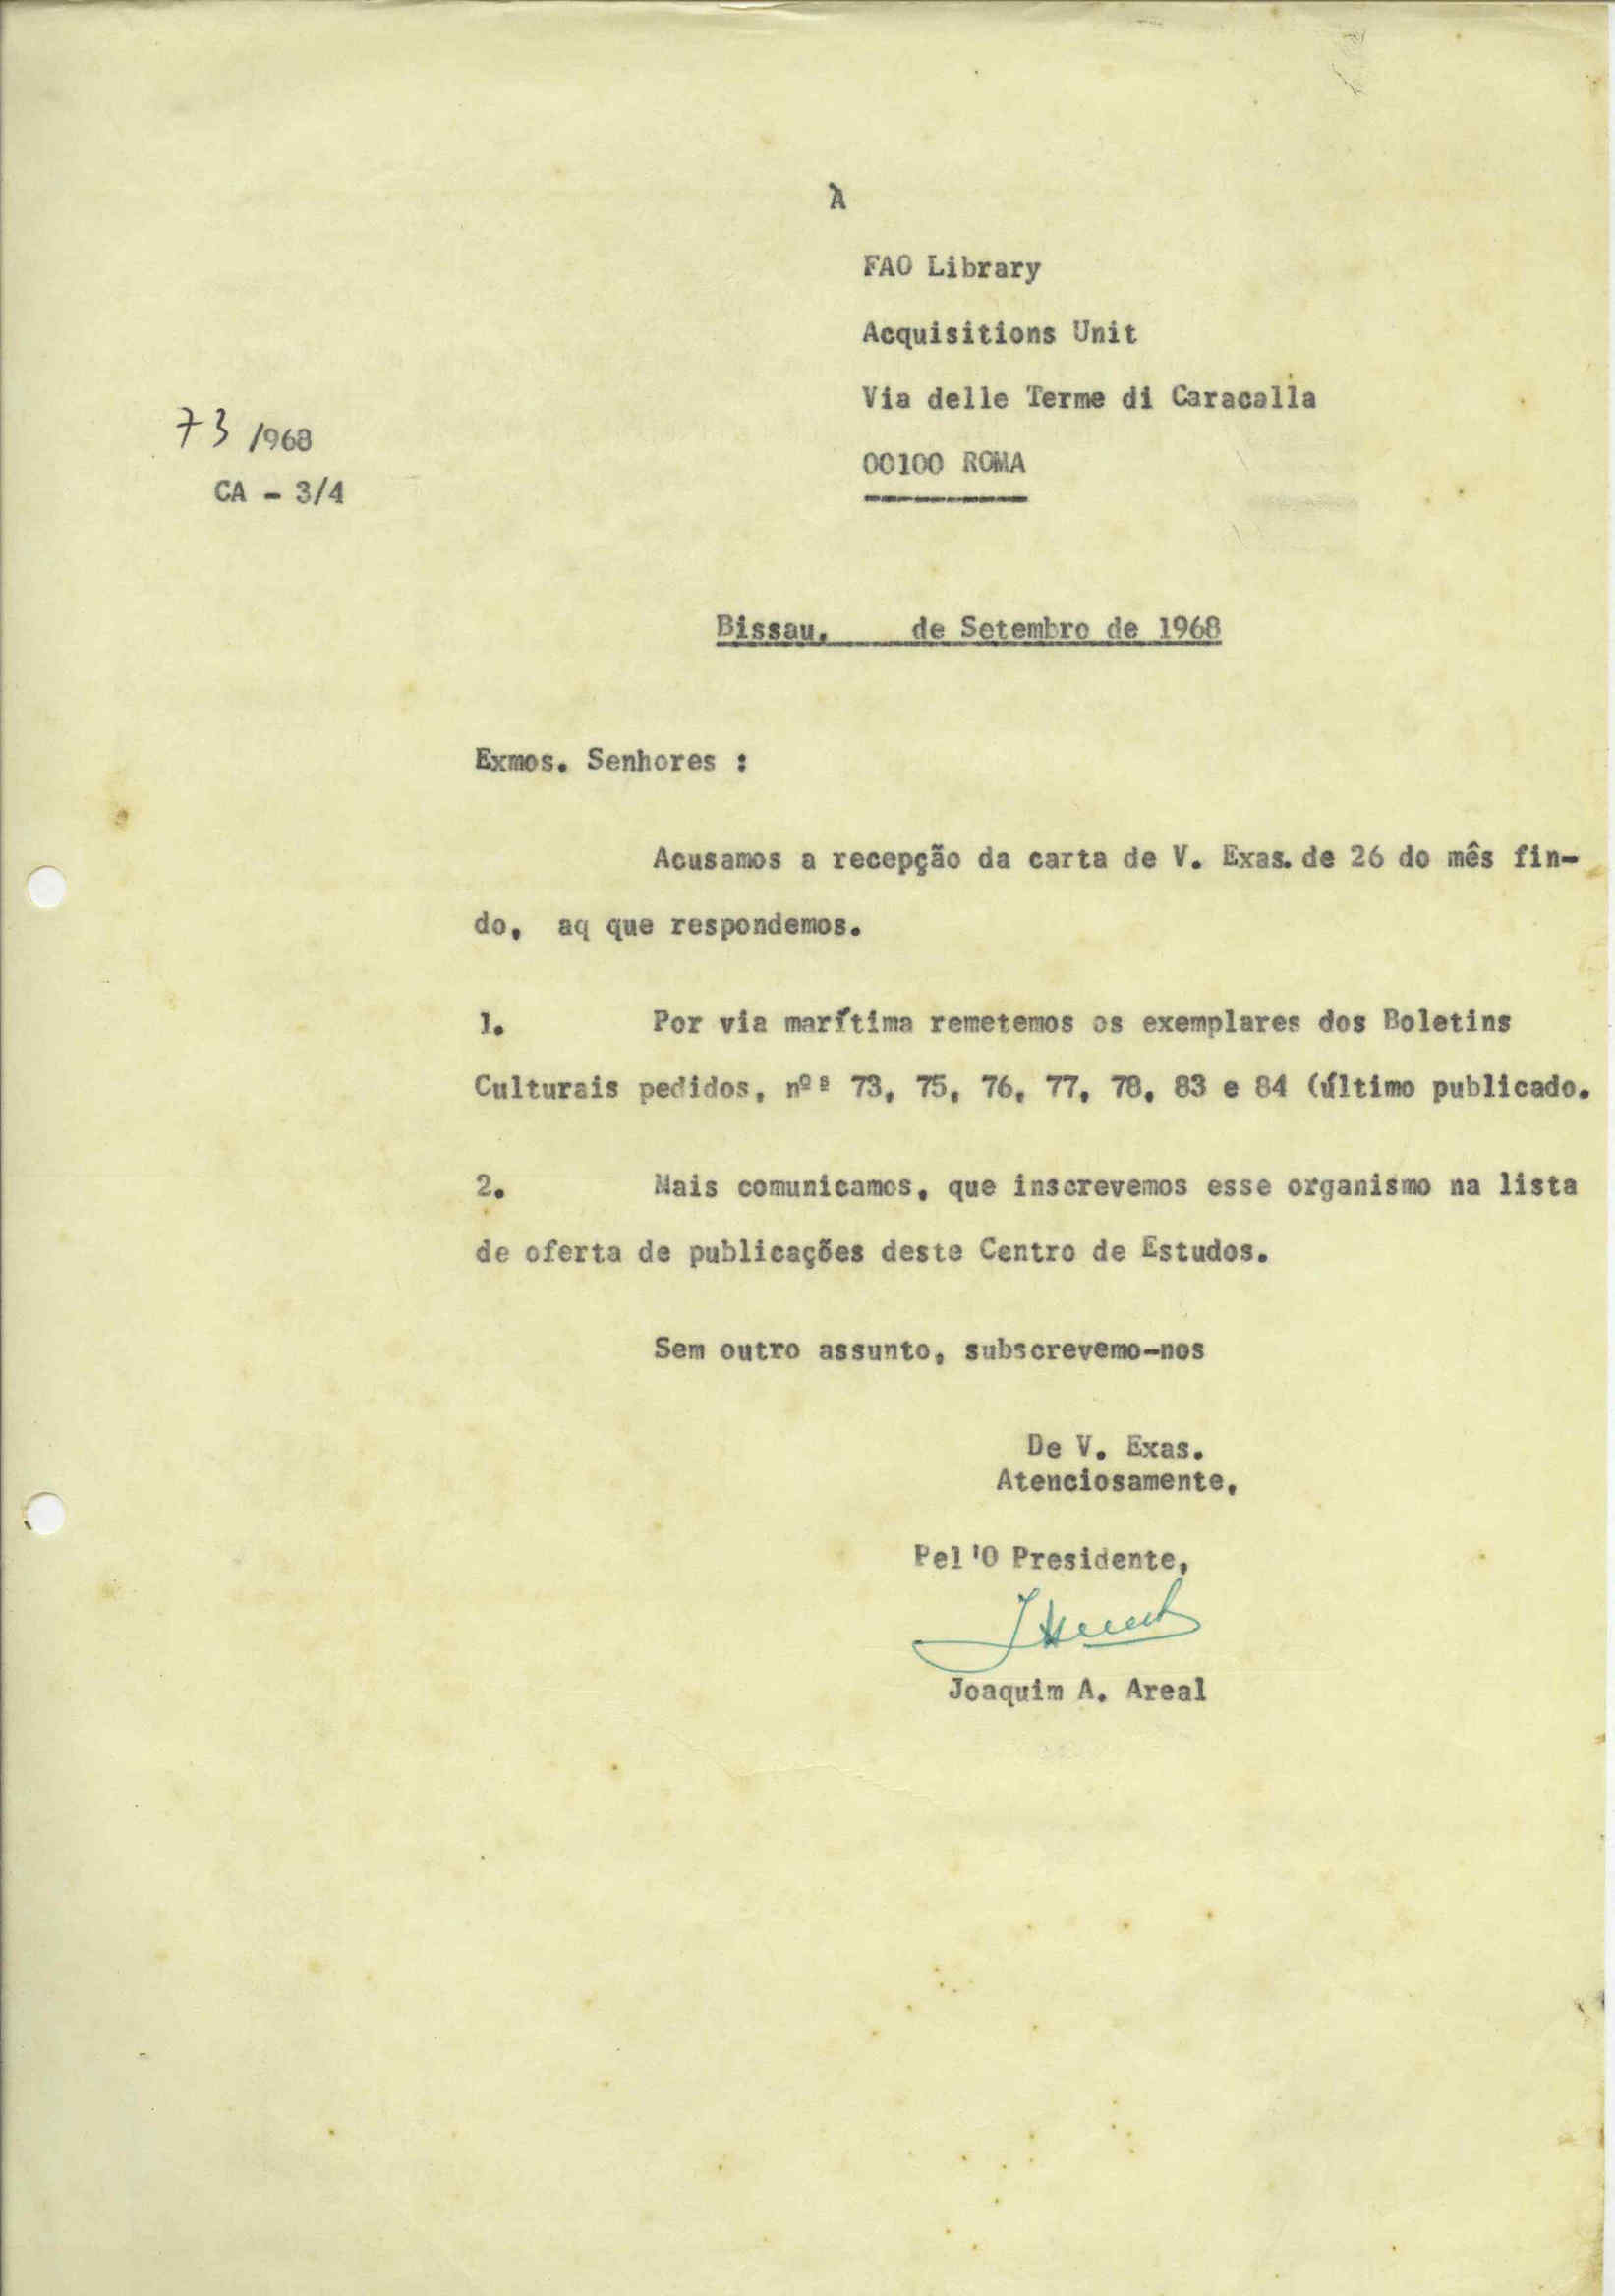 À
FAO Library
Acquisitions Unit
Via delle Terme di Caracalla
73 /968
00100 ROMA
CA - 3/4
Bissau, de Setembro de 1968
Exmos. Senhores :
Acusamos a recepção da carta de V. Exas. de 26 do mês fin-
do, aq que respondemos.
1. Por via marítima remetemos os exemplares dos Boletins
Culturais pedidos, nºs 73, 75, 76, 77, 78, 83 e 84 (último publicado.
2. Mais comunicamos, que inscrevemos esse organismo na lista
de oferta de publicações deste Centro de Estudos.
Sem outro assunto, subscrevemo-nos
De V. Exas.
Atenciosamente,
Pel'O Presidente,
Joaquim A. Areal